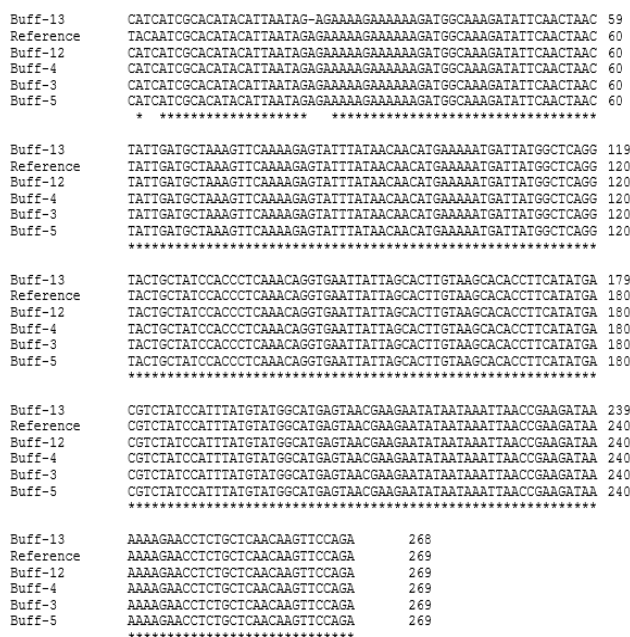 Buff-13 CATCATCGCACATACATTAATAG-AGAAAAGAAAAAAGATGGCAAAGATATTCAACTAAC 59
Reference TACAATCGCACATACATTAATAGAGAAAAAGAAAAAAGATGGCAAAGATATTCAACTAAC 60
Buff-12 CATCATCGCACATACATTAATAGAGAAAAAGAAAAAAGATGGCAAAGATATTCAACTAAC 60
Buff-4 CATCATCGCACATACATTAATAGAGAAAAAGAAAAAAGATGGCAAAGATATTCAACTAAC 60
Buff-3 CATCATCGCACATACATTAATAGAGAAAAAGAAAAAAGATGGCAAAGATATTCAACTAAC 60
Buff-5 CATCATCGCACATACATTAATAGAGAAAAAGAAAAAAGATGGCAAAGATATTCAACTAAC 60
* ******************* **********************************
Buff-13 TATTGATGCTAAAGTTCAAAAGAGTATTTATAACAACATGAAAAATGATTATGGCTCAGG 119
Reference TATTGATGCTAAAGTTCAAAAGAGTATTTATAACAACATGAAAAATGATTATGGCTCAGG 120
Buff-12 TATTGATGCTAAAGTTCAAAAGAGTATTTATAACAACATGAAAAATGATTATGGCTCAGG 120
Buff-4 TATTGATGCTAAAGTTCAAAAGAGTATTTATAACAACATGAAAAATGATTATGGCTCAGG 120
Buff-3 TATTGATGCTAAAGTTCAAAAGAGTATTTATAACAACATGAAAAATGATTATGGCTCAGG 120
Buff-5 TATTGATGCTAAAGTTCAAAAGAGTATTTATAACAACATGAAAAATGATTATGGCTCAGG 120
************************************************************
Buff-13 TACTGCTATCCACCCTCAAACAGGTGAATTATTAGCACTTGTAAGCACACCTTCATATGA 179
Reference TACTGCTATCCACCCTCAAACAGGTGAATTATTAGCACTTGTAAGCACACCTTCATATGA 180
Buff-12 TACTGCTATCCACCCTCAAACAGGTGAATTATTAGCACTTGTAAGCACACCTTCATATGA 180
Buff-4 TACTGCTATCCACCCTCAAACAGGTGAATTATTAGCACTTGTAAGCACACCTTCATATGA 180
Buff-3 TACTGCTATCCACCCTCAAACAGGTGAATTATTAGCACTTGTAAGCACACCTTCATATGA 180
Buff-5 TACTGCTATCCACCCTCAAACAGGTGAATTATTAGCACTTGTAAGCACACCTTCATATGA 180
************************************************************
Buff-13 CGTCTATCCATTTATGTATGGCATGAGTAACGAAGAATATAATAAATTAACCGAAGATAA 239
Reference CGTCTATCCATTTATGTATGGCATGAGTAACGAAGAATATAATAAATTAACCGAAGATAA 240
Buff-12 CGTCTATCCATTTATGTATGGCATGAGTAACGAAGAATATAATAAATTAACCGAAGATAA 240
Buff-4 CGTCTATCCATTTATGTATGGCATGAGTAACGAAGAATATAATAAATTAACCGAAGATAA 240
Buff-3 CGTCTATCCATTTATGTATGGCATGAGTAACGAAGAATATAATAAATTAACCGAAGATAA 240
Buff-5 CGTCTATCCATTTATGTATGGCATGAGTAACGAAGAATATAATAAATTAACCGAAGATAA 240
************************************************************
Buff-13 AAAAGAACCTCTGCTCAACAAGTTCCAGA 268
Reference AAAAGAACCTCTGCTCAACAAGTTCCAGA 269
Buff-12 AAAAGAACCTCTGCTCAACAAGTTCCAGA 269
Buff-4 AAAAGAACCTCTGCTCAACAAGTTCCAGA 269
Buff-3 AAAAGAACCTCTGCTCAACAAGTTCCAGA 269
Buff-5 AAAAGAACCTCTGCTCAACAAGTTCCAGA 269
*****************************